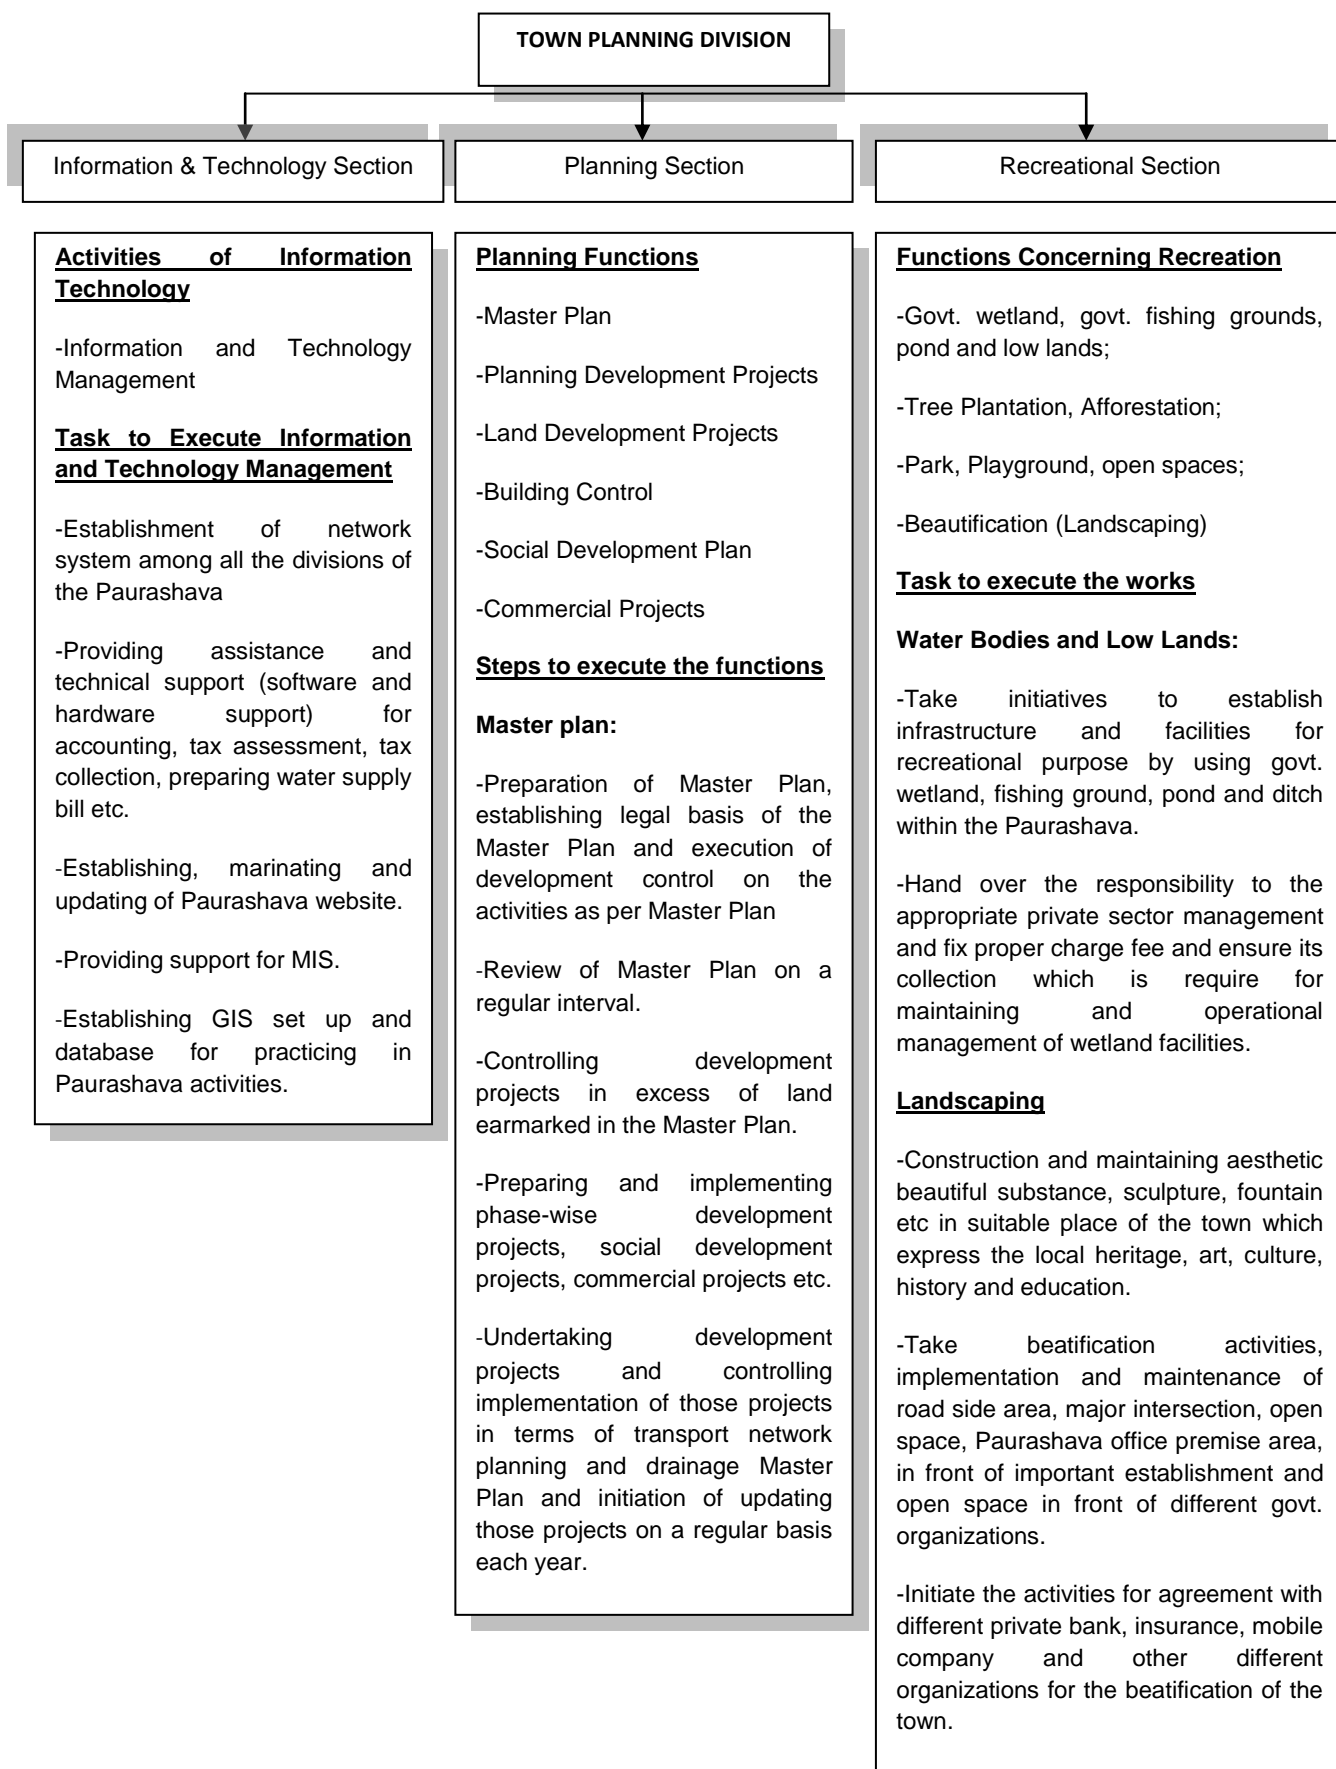 TOWN PLANNING DIVISION
Information & Technology Section
Planning Section
Recreational Section
Activities of Information
Technology
-Information and Technology
Management
Task to Execute Information
and Technology Management
-Establishment of network
system among all the divisions of
the Paurashava
-Providing assistance and
technical support (software and
hardware support) for
accounting, tax assessment, tax
collection, preparing water supply
bill etc.
-Establishing, marinating and
updating of Paurashava website.
-Providing support for MIS.
-Establishing GIS set up and
database for practicing in
Paurashava activities.
Planning Functions
-Master Plan
-Planning Development Projects
-Land Development Projects
-Building Control
-Social Development Plan
-Commercial Projects
Steps to execute the functions
Master plan:
-Preparation of Master Plan,
establishing legal basis of the
Master Plan and execution of
development control on the
activities as per Master Plan
-Review of Master Plan on a
regular interval.
-Controlling development
projects in excess of land
earmarked in the Master Plan.
-Preparing and implementing
phase-wise development
projects, social development
projects, commercial projects etc.
-Undertaking development
projects and controlling
implementation of those projects
in terms of transport network
planning and drainage Master
Plan and initiation of updating
those projects on a regular basis
each year.
Functions Concerning Recreation
-Govt. wetland, govt. fishing grounds,
pond and low lands;
-Tree Plantation, Afforestation;
-Park, Playground, open spaces;
-Beautification (Landscaping)
Task to execute the works
Water Bodies and Low Lands:
-Take initiatives to establish
infrastructure and facilities for
recreational purpose by using govt.
wetland, fishing ground, pond and ditch
within the Paurashava.
-Hand over the responsibility to the
appropriate private sector management
and fix proper charge fee and ensure its
collection which is require for
maintaining and operational
management of wetland facilities.
Landscaping
-Construction and maintaining aesthetic
beautiful substance, sculpture, fountain
etc in suitable place of the town which
express the local heritage, art, culture,
history and education.
-Take beatification activities,
implementation and maintenance of
road side area, major intersection, open
space, Paurashava office premise area,
in front of important establishment and
open space in front of different govt.
organizations.
-Initiate the activities for agreement with
different private bank, insurance, mobile
company and other different
organizations for the beatification of the
town.